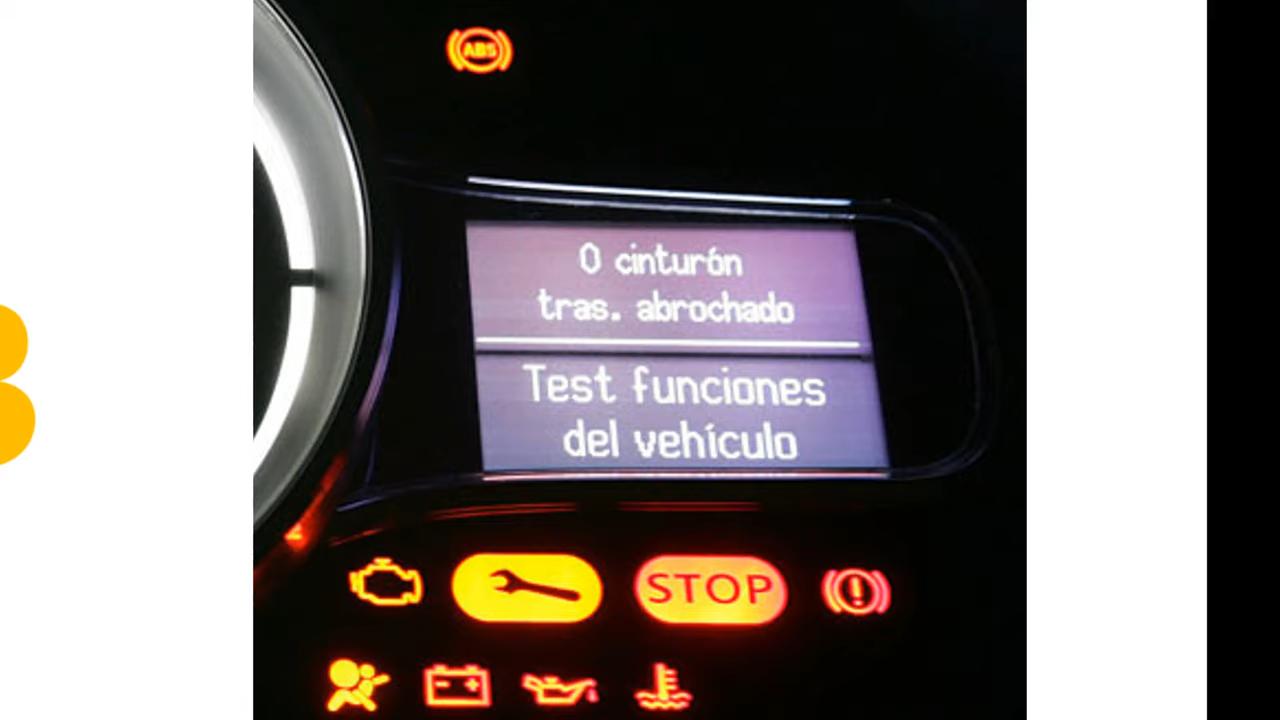 ABS
0 cinturón
tras. abrochado
Test funciones
del vehículo
STOP